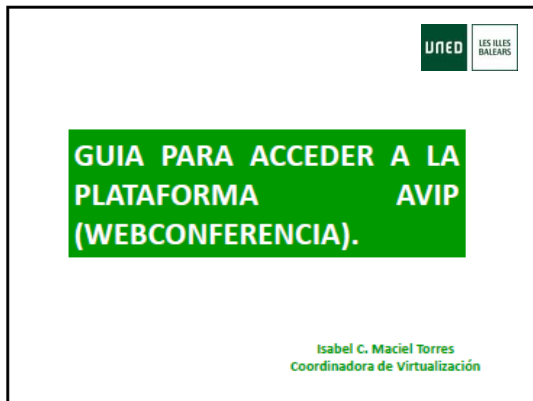 UNED
LES ILLES
BALEARS
GUIA PARA ACCEDER A LA
PLATAFORMA AVIP
(WEBCONFERENCIA).
Isabel C. Maciel Torres
Coordinadora de Virtualización